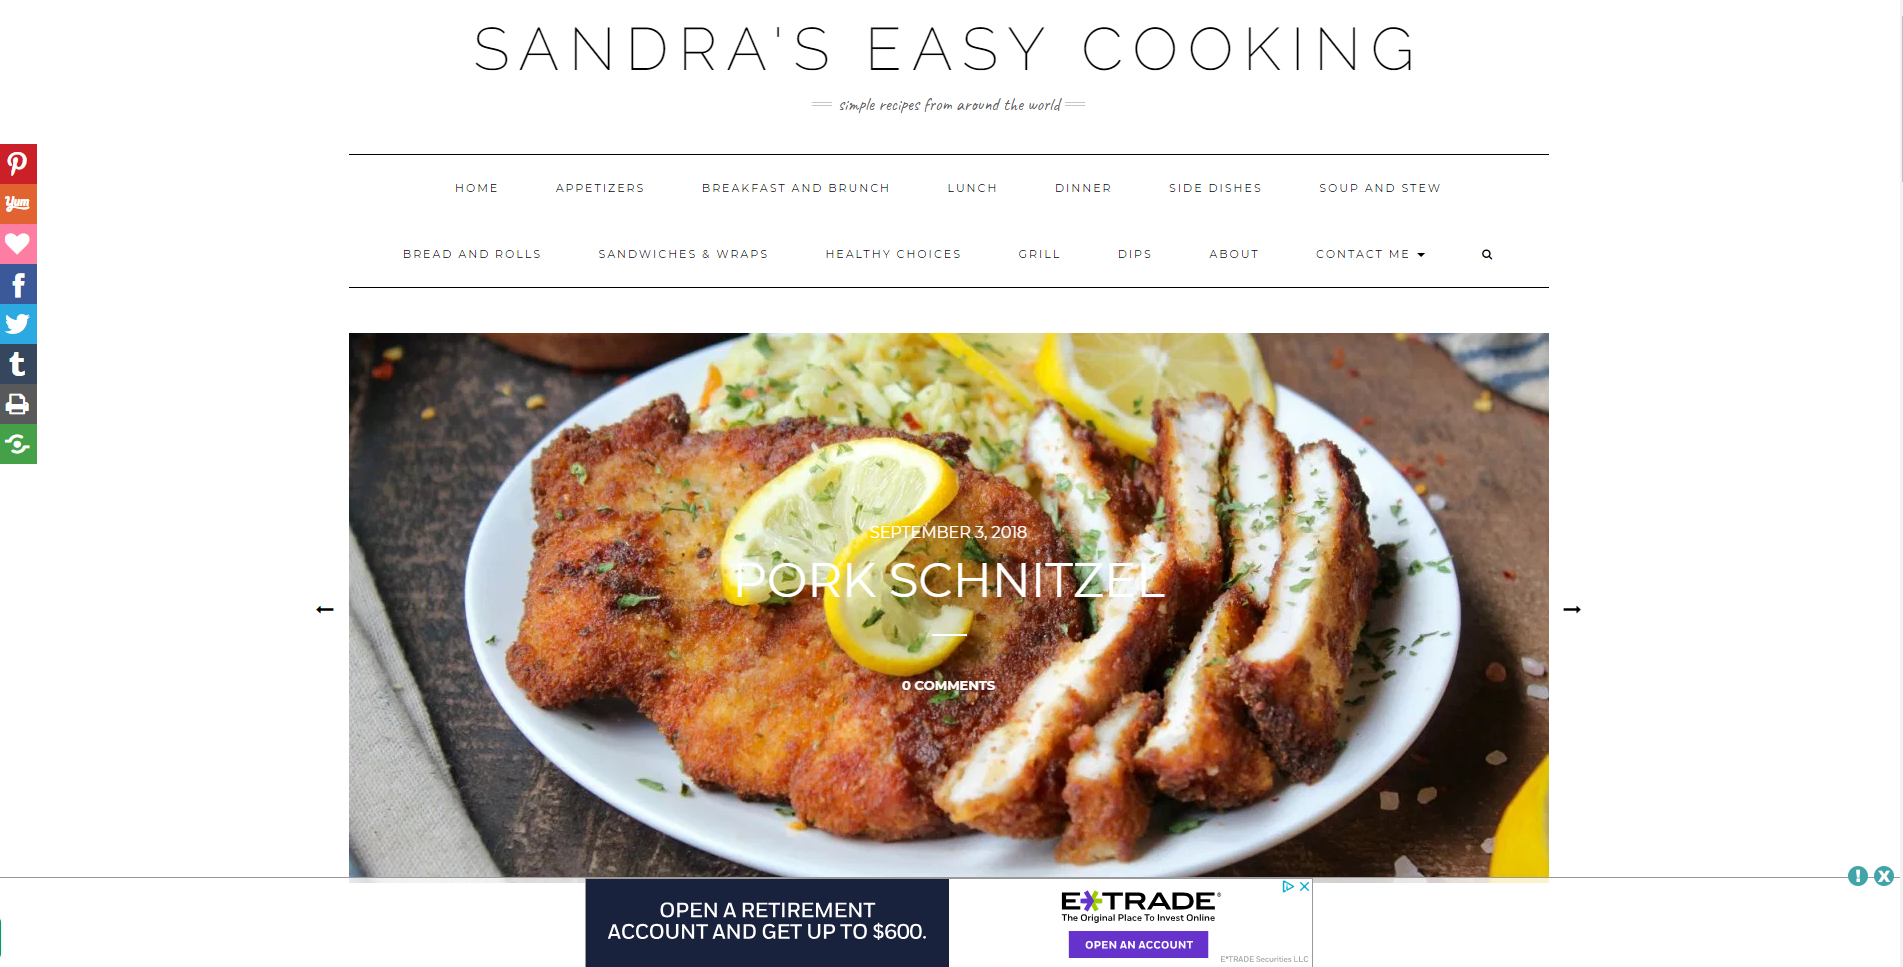 SANDRA'S EASY COOKING
simple recipes from around the world
HOME APPETIZERS BREAKFAST AND BRUNCH LUNCH DINNER SIDE DISHES SOUP AND STEW
BREAD AND ROLLS SANDWICHES & WRAPS HEALTHY CHOICES GRILL DIPS ABOUT CONTACT ME
Yum
SEPTEMBER 3, 2018
PORK SCHNITZEL
0 COMMENTS
OPEN A RETIREMENT
ACCOUNT AND GET UP TO $600.
E*TRADE®
The Original Place To Invest Online
OPEN AN ACCOUNT
E*TRADE Securities LLC